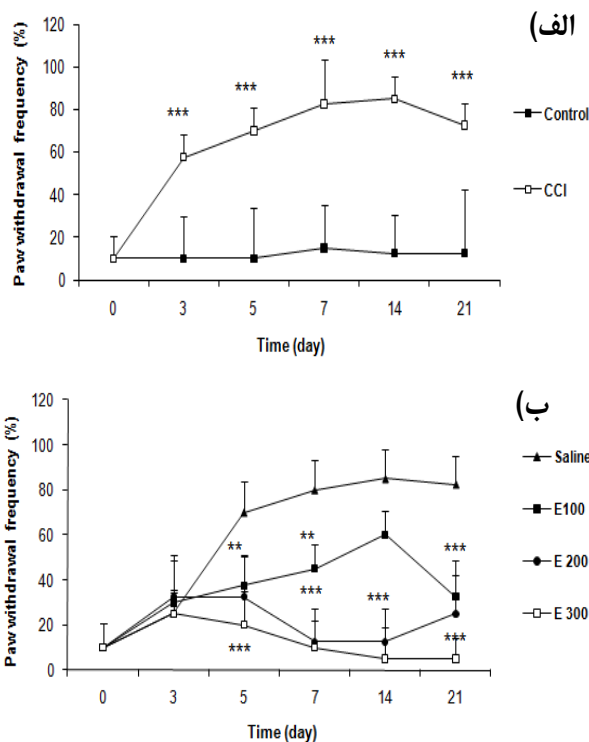 الف)
Paw withdrawal frequency (%)
120
100
80
60
40
20
0
***
***
***
***
***
Control
CCI
0 3 5 7 14 21
Time (day)
ب)
Paw withdrawal frequency (%)
120
100
80
60
40
20
0
**
**
***
***
***
***
***
Saline
E100
E 200
E 300
0 3 5 7 14 21
Time (day)